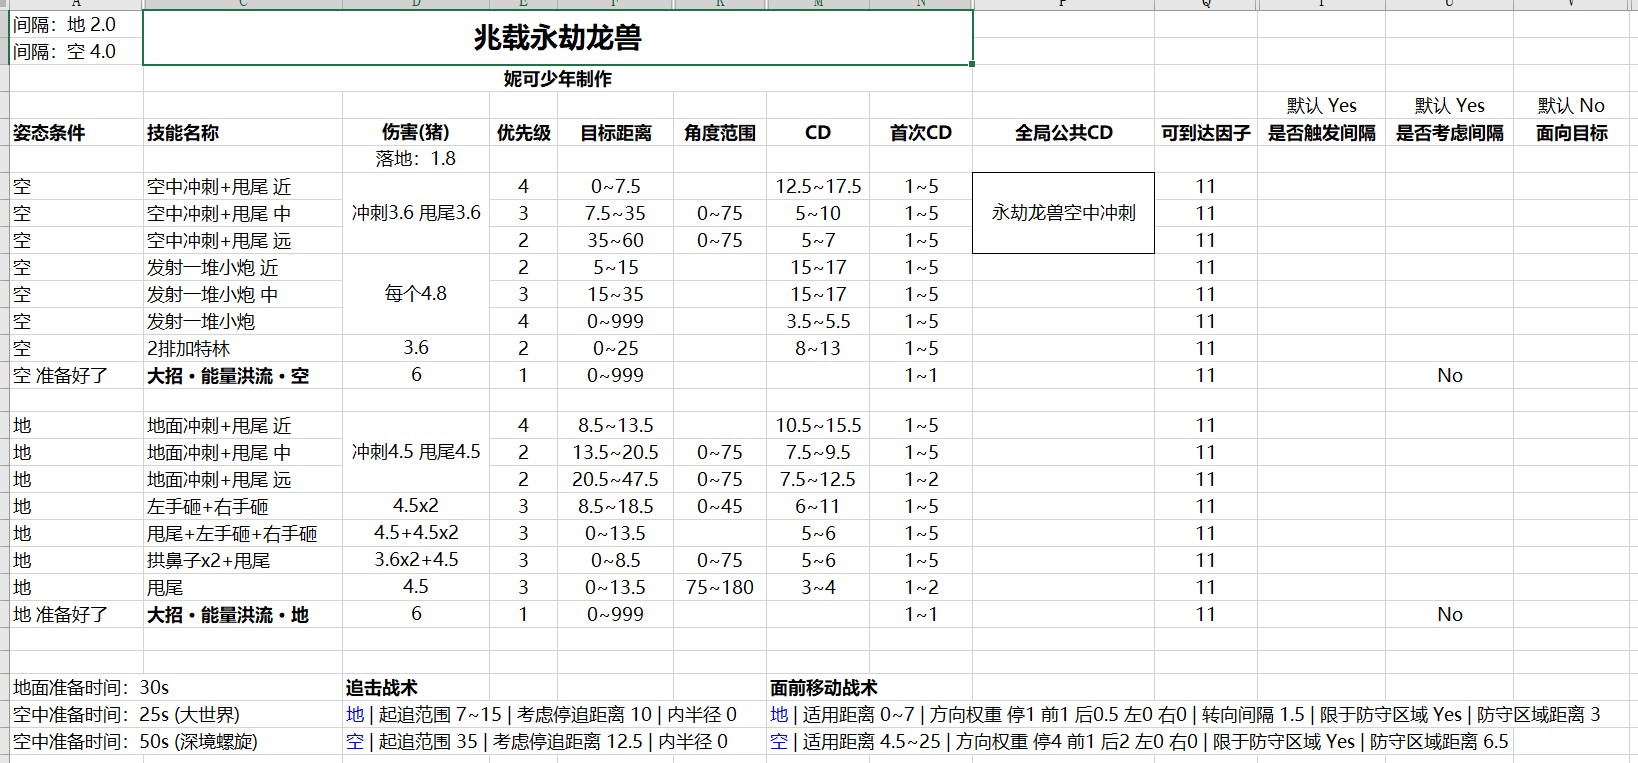 间隔：地 2.0
兆载永劫龙兽
间隔：空 4.0
妮可少年制作
默认 Yes 默认 Yes 默认 No
姿态条件 技能名称 伤害(猪) 优先级 目标距离 角度范围 CD 首次CD 全局公共CD 可到达因子 是否触发间隔 是否考虑间隔 面向目标
落地：1.8
空 空中冲刺+甩尾 近 4 0~7.5 12.5~17.5 1~5 11
空 空中冲刺+甩尾 中 冲刺3.6 甩尾3.6 3 7.5~35 0~75 5~10 1~5 永劫龙兽空中冲刺 11
空 空中冲刺+甩尾 远 2 35~60 0~75 5~7 1~5 11
空 发射一堆小炮 近 2 5~15 15~17 1~5 11
空 发射一堆小炮 中 每个4.8 3 15~35 15~17 1~5 11
空 发射一堆小炮 4 0~999 3.5~5.5 1~5 11
空 2排加特林 3.6 2 0~25 8~13 1~5 11
空 准备好了 大招·能量洪流·空 6 1 0~999 1~1 11 No
地 地面冲刺+甩尾 近 4 8.5~13.5 10.5~15.5 1~5 11
地 地面冲刺+甩尾 中 冲刺4.5 甩尾4.5 2 13.5~20.5 0~75 7.5~9.5 1~5 11
地 地面冲刺+甩尾 远 2 20.5~47.5 0~75 7.5~12.5 1~2 11
地 左手砸+右手砸 4.5x2 3 8.5~18.5 0~45 6~11 1~5 11
地 甩尾+左手砸+右手砸 4.5+4.5x2 3 0~13.5 5~6 1~5 11
地 拱鼻子x2+甩尾 3.6x2+4.5 3 0~8.5 0~75 5~6 1~5 11
地 甩尾 4.5 3 0~13.5 75~180 3~4 1~2 11
地 准备好了 大招·能量洪流·地 6 1 0~999 1~1 11 No
地面准备时间：30s 追击战术 面前移动战术
空中准备时间：25s (大世界) 地 | 起追范围 7~15 | 考虑停追距离 10 | 内半径 0 地 | 适用距离 0~7 | 方向权重 停1 前1 后0.5 左0 右0 | 转向间隔 1.5 | 限于防守区域 Yes | 防守区域距离 3
空中准备时间：50s (深境螺旋) 空 | 起追范围 35 | 考虑停追距离 12.5 | 内半径 0 空 | 适用距离 4.5~25 | 方向权重 停4 前1 后2 左0 右0 | 限于防守区域 Yes | 防守区域距离 6.5